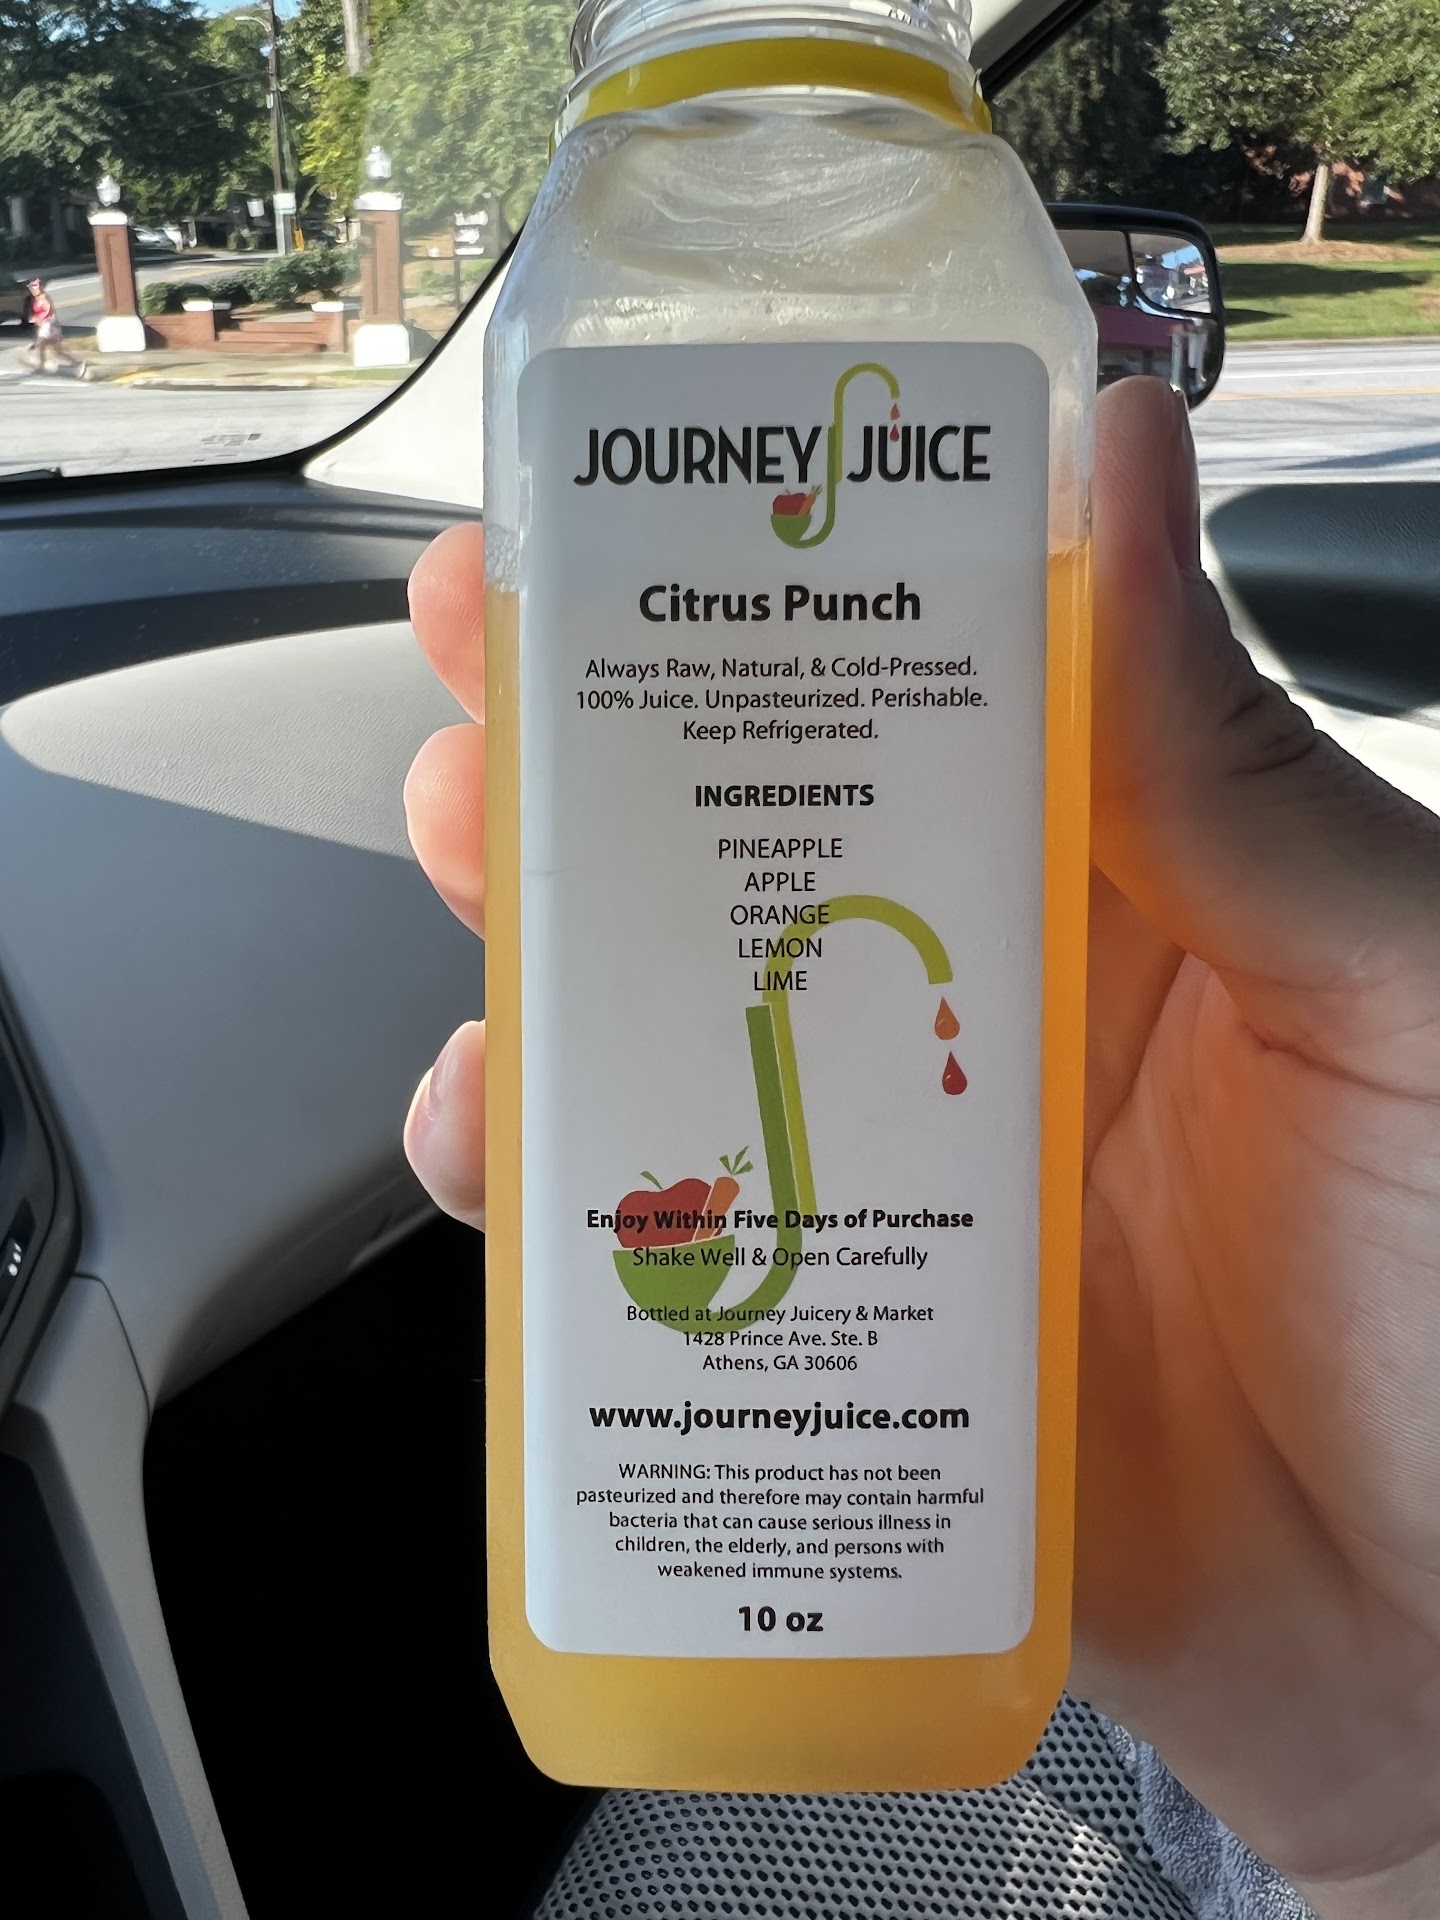 JOURNEY JUICE
Citrus Punch
Always Raw, Natural, & Cold-Pressed.
100% Juice. Unpasteurized. Perishable.
Keep Refrigerated.
INGREDIENTS
PINEAPPLE
APPLE
ORANGE
LEMON
LIME
Enjoy Within Five Days of Purchase
Shake Well & Open Carefully
Bottled at Journey Juicery & Market
1428 Prince Ave. Ste. B
Athens, GA 30606
www.journeyjuice.com
WARNING: This product has not been
pasteurized and therefore may contain harmful
bacteria that can cause serious illness in
children, the elderly, and persons with
weakened immune systems.
10 oz